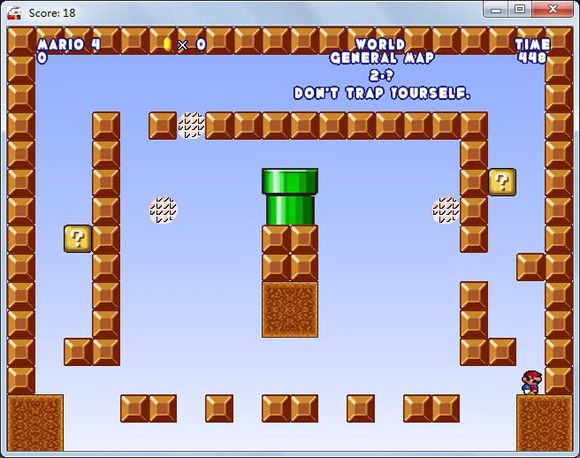 Score: 18
MARIO 4
× 0
WORLD
TIME
0
GENERAL MAP
448
2-?
DON'T TRAP YOURSELF.
?
?